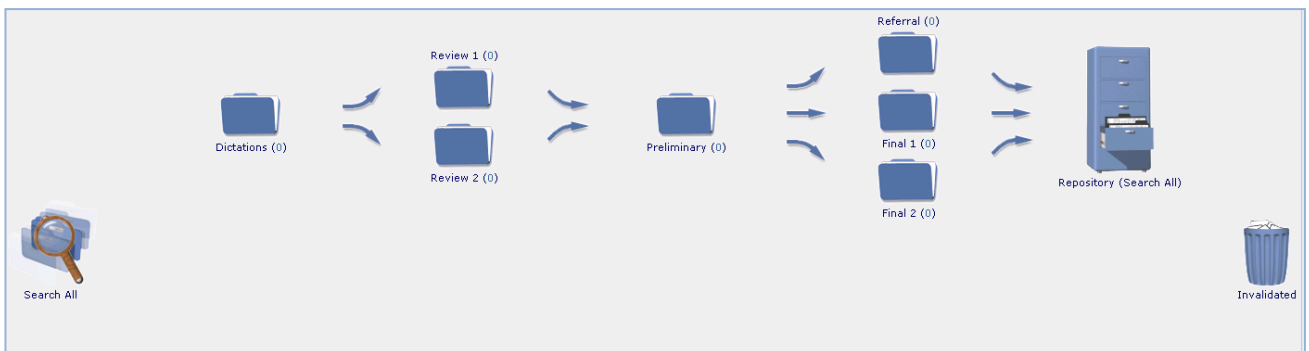 Referral (0)
Review 1 (0)
Dictations (0)
Preliminary (0)
Final 1 (0)
Review 2 (0)
Repository (Search All)
Final 2 (0)
Search All
Invalidated